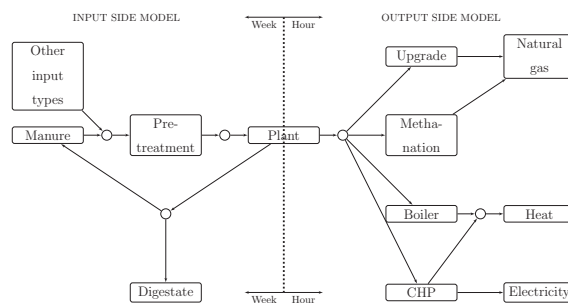 INPUT SIDE MODEL
OUTPUT SIDE MODEL
Week Hour
Other
input
types
Manure
Pre-
treatment
Plant
Upgrade
Natural
gas
Metha-
nation
Boiler
Heat
Digestate
CHP
Electricity
Week Hour